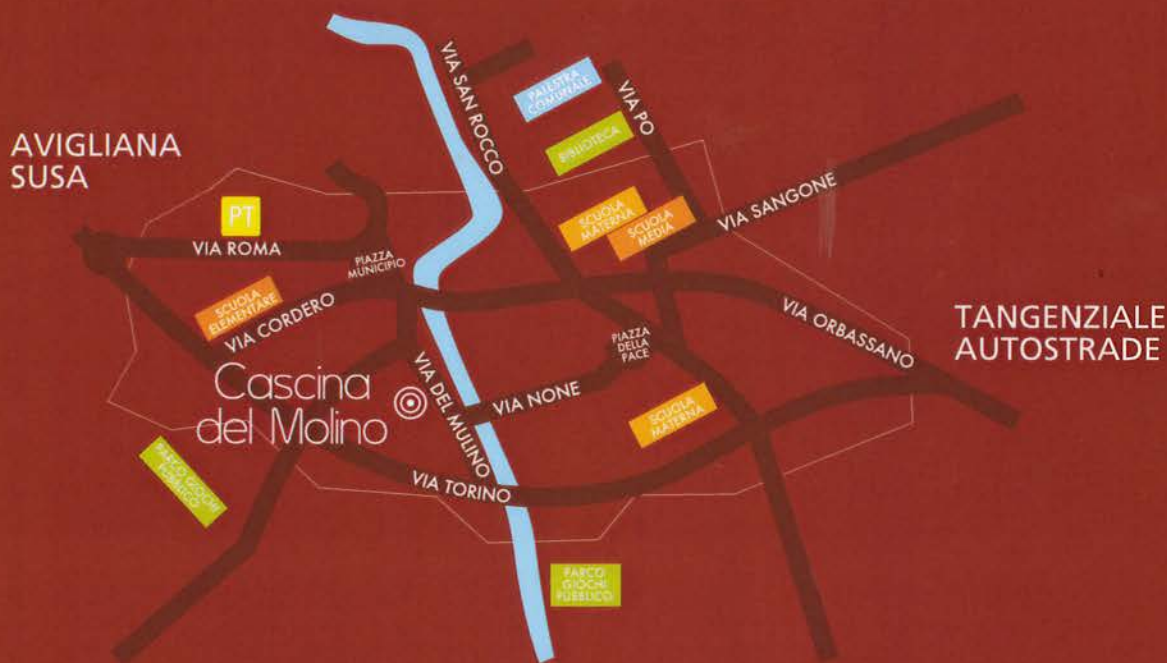 AVIGLIANA
SUSA
PT
VIA ROMA
PIAZZA
MUNICIPIO
SCUOLA
ELEMENTARE
VIA CORDERO
Cascina
del Molino
PARCO GIOCHI
PUBBLICO
VIA SAN ROCCO
PALESTRA
COMUNALE
BIBLIOTECA
VIA PO
SCUOLA
MATERNA
SCUOLA
MEDIA
VIA SANGONE
VIA ORBASSANO
TANGENZIALE
AUTOSTRADE
PIAZZA
DELLA
PACE
VIA DEL MULINO
VIA NONE
SCUOLA
MATERNA
VIA TORINO
PARCO
GIOCHI
PUBBLICO